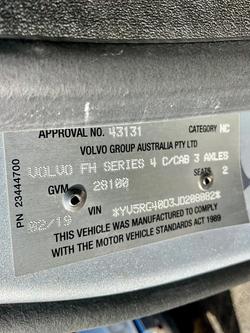 APPROVAL NO. 43131 CATEGORY NC
VOLVO GROUP AUSTRALIA PTY LTD
VOLVO FH SERIES 4 C/CAB 3 AXLES
GVM 28100 SEATS 2
02/19 VIN *YV5RG40D3JD208882*
THIS VEHICLE WAS MANUFACTURED TO COMPLY
WITH THE MOTOR VEHICLE STANDARDS ACT 1989
PN 23444700